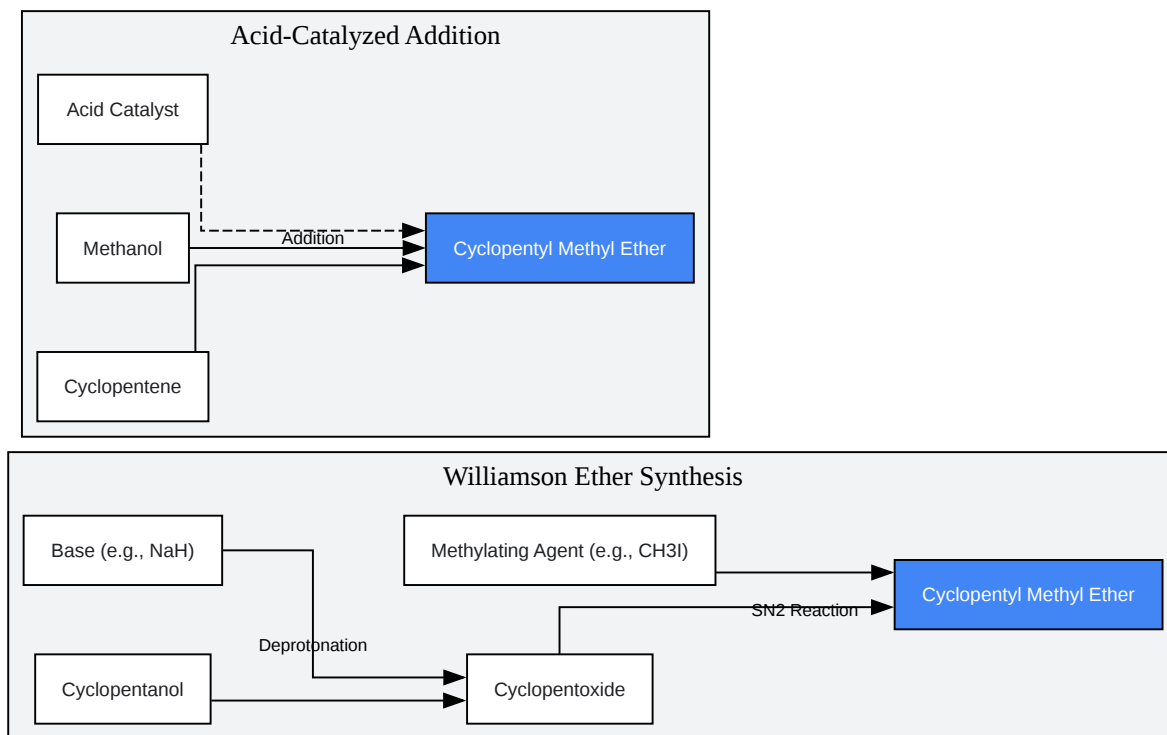 Acid-Catalyzed Addition
Acid Catalyst
Methanol
Addition
Cyclopentyl Methyl Ether
Cyclopentene
Williamson Ether Synthesis
Base (e.g., NaH)
Methylating Agent (e.g., CH3I)
Cyclopentyl Methyl Ether
SN2 Reaction
Deprotonation
Cyclopentanol
Cyclopentoxide